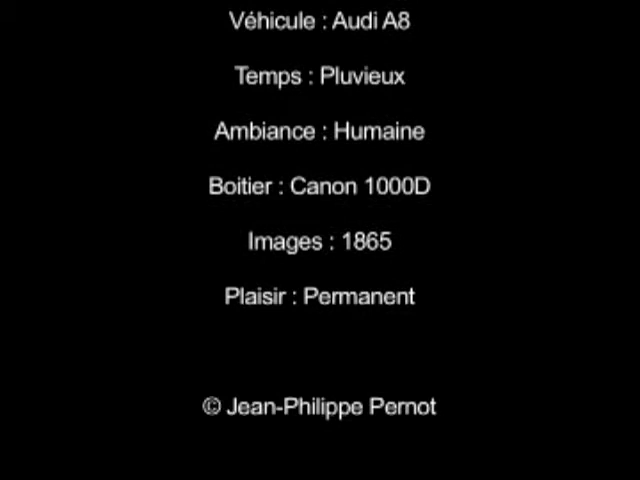 Véhicule : Audi A8
Temps : Pluvieux
Ambiance : Humaine
Boitier : Canon 1000D
Images : 1865
Plaisir : Permanent
© Jean-Philippe Pernot